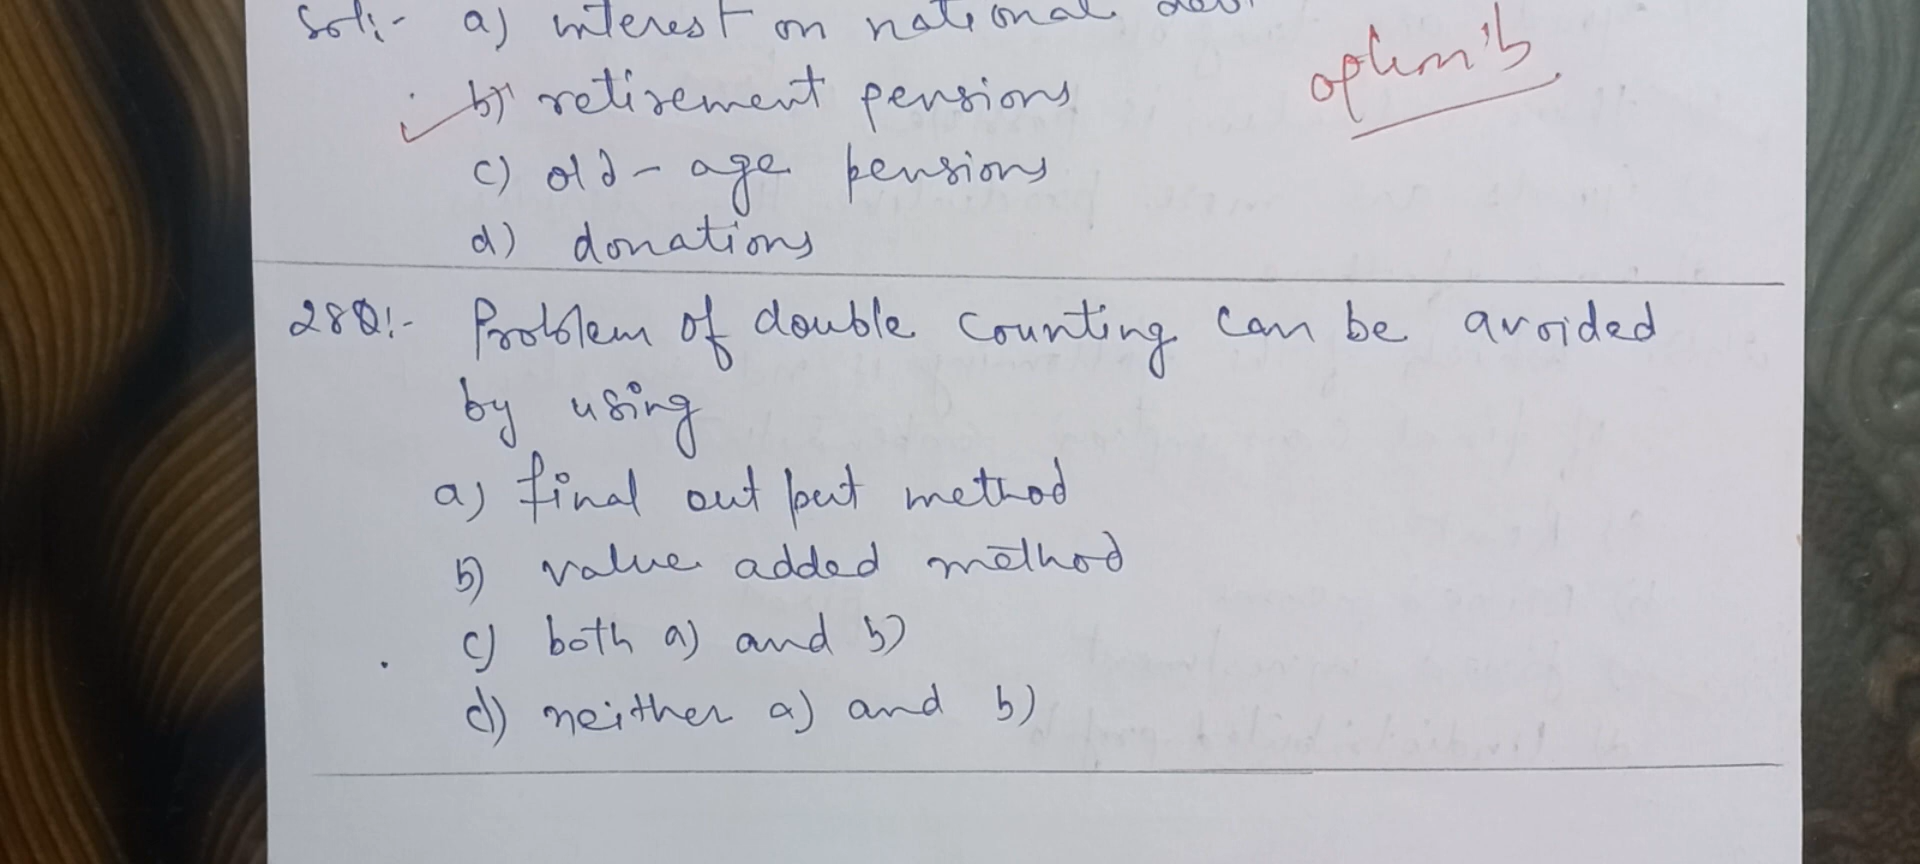 Sol:- a) interest on national
b) retirement pensions
option 'b
c) old-age pensions
d) donations
28Q:- Problem of double counting can be avoided
by using
a) final out put method
b) value added method
c) both a) and b)
d) neither a) and b)